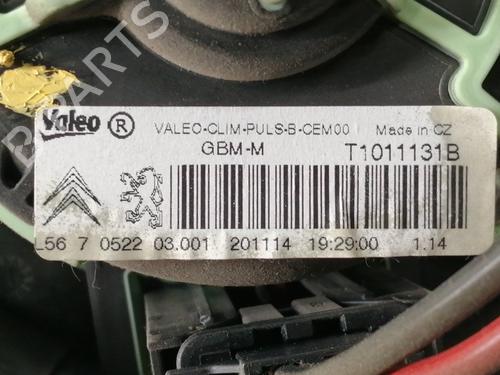 B-PARTS
Valeo ® VALEO-CLIM-PULS-B-CEM00 Made in CZ
GBM-M T1011131B
L56 7 0522 03.001 201114 19:29:00 1.14